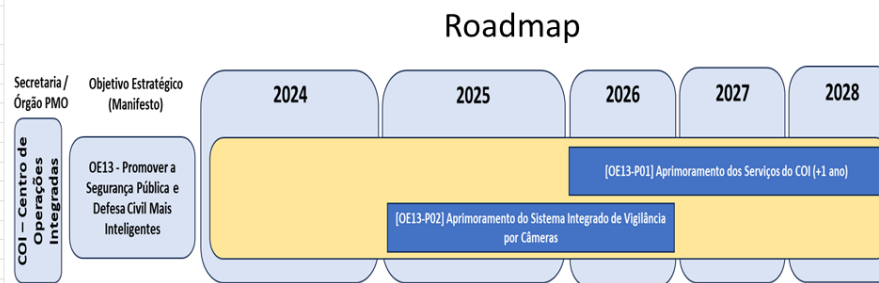 Roadmap
Secretaria /
Órgão PMO
Objetivo Estratégico
(Manifesto)
2024
2025
2026
2027
2028
COI – Centro de
Operações
Integradas
OE13 - Promover a
Segurança Pública e
Defesa Civil Mais
Inteligentes
[OE13-P01] Aprimoramento dos Serviços do COI (+1 ano)
[OE13-P02] Aprimoramento do Sistema Integrado de Vigilância
por Câmeras